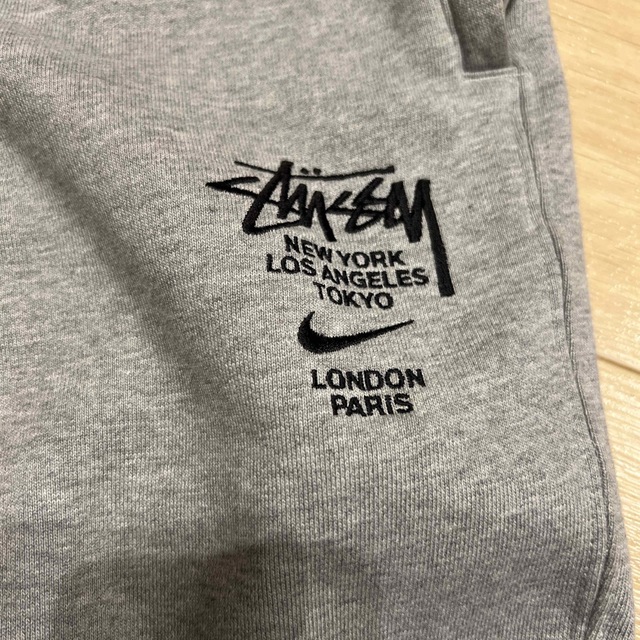 STÜSSY
NEW YORK
LOS ANGELES
TOKYO
LONDON
PARIS